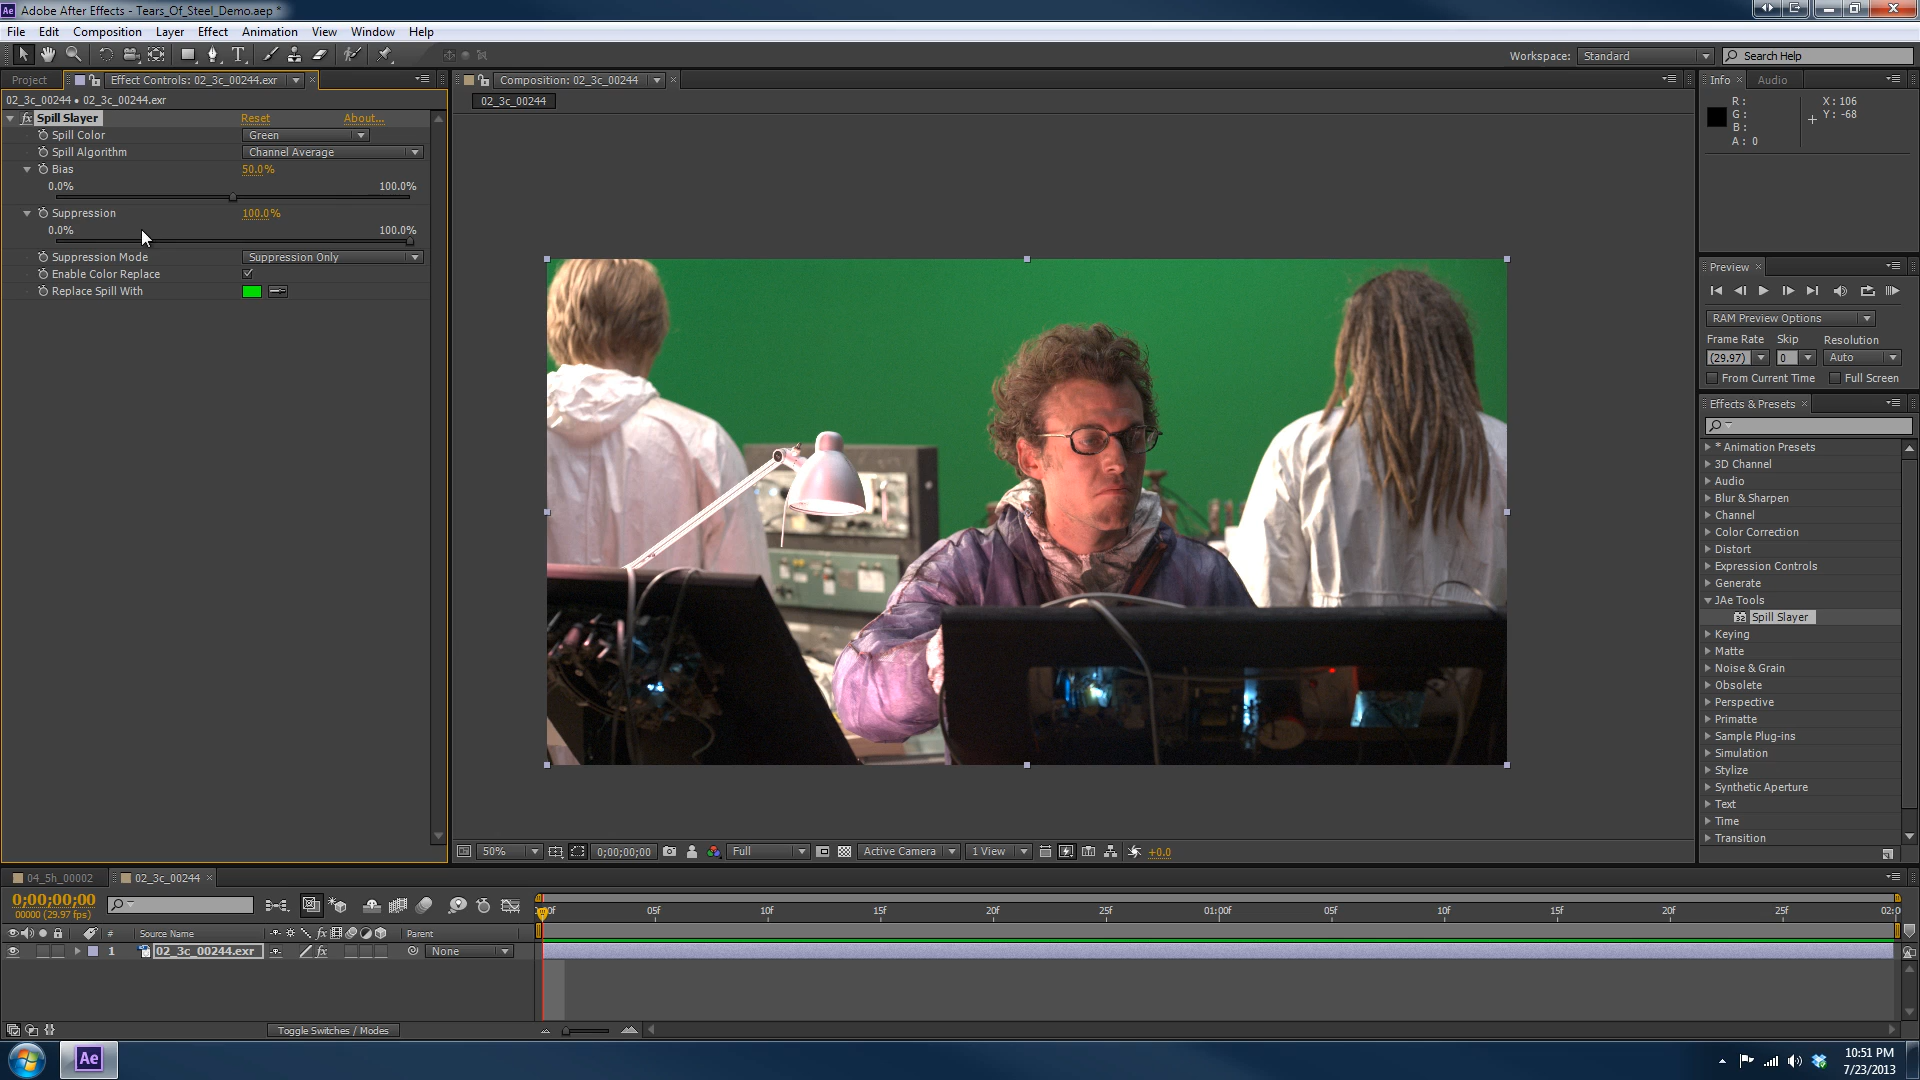 Ae Adobe After Effects - Tears_Of_Steel_Demo.aep *
File Edit Composition Layer Effect Animation View Window Help
Workspace: Standard Search Help
Project Effect Controls: 02_3c_00244.exr
02_3c_00244 • 02_3c_00244.exr
fx Spill Slayer Reset About...
Spill Color Green
Spill Algorithm Channel Average
Bias 50.0%
0.0% 100.0%
Suppression 100.0%
0.0% 100.0%
Suppression Mode Suppression Only
Enable Color Replace
Replace Spill With
Composition: 02_3c_00244
02_3c_00244
50% 0;00;00;00 Full Active Camera 1 View +0.0
Info Audio
R: X: 106
G: Y: -68
B:
A: 0
Preview
RAM Preview Options
Frame Rate Skip Resolution
(29.97) 0 Auto
From Current Time Full Screen
Effects & Presets
* Animation Presets
3D Channel
Audio
Blur & Sharpen
Channel
Color Correction
Distort
Expression Controls
Generate
JAe Tools
32 Spill Slayer
Keying
Matte
Noise & Grain
Obsolete
Perspective
Primatte
Sample Plug-ins
Simulation
Stylize
Synthetic Aperture
Text
Time
Transition
04_5h_00002 02_3c_00244
0;00;00;00
00000 (29.97 fps)
05f 10f 15f 20f 25f 01:00f 05f 10f 15f 20f 25f 02:0
# Source Name fx Parent
1 02_3c_00244.exr fx None
Toggle Switches / Modes
Ae
10:51 PM
7/23/2013